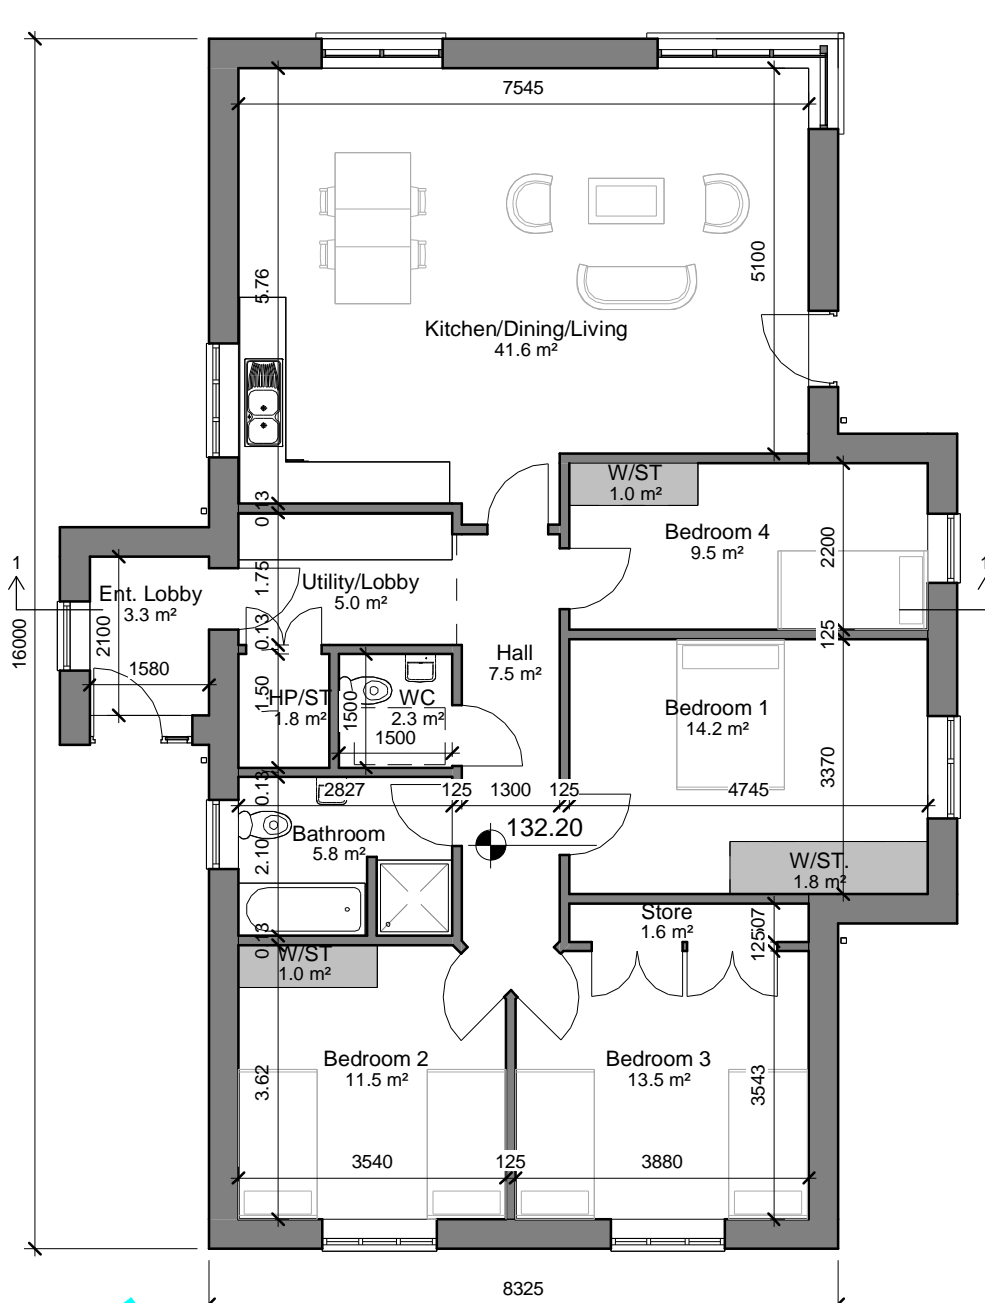 7545
5.76
5100
Kitchen/Dining/Living
41.6 m²
W/ST
1.0 m²
0.13
Bedroom 4
9.5 m²
2200
1
1
16000
Ent. Lobby
3.3 m²
2100
1580
1.75
Utility/Lobby
5.0 m²
0.13
125
Hall
7.5 m²
HP/ST
1.8 m²
1.50
1500
WC
2.3 m²
1500
Bedroom 1
14.2 m²
3370
0.13
2827
125
1300
125
4745
132.20
Bathroom
5.8 m²
2.10
W/ST.
1.8 m²
Store
1.6 m²
0.13
W/ST
1.0 m²
Bedroom 2
11.5 m²
Bedroom 3
13.5 m²
3.62
3543
3540
125
3880
8325